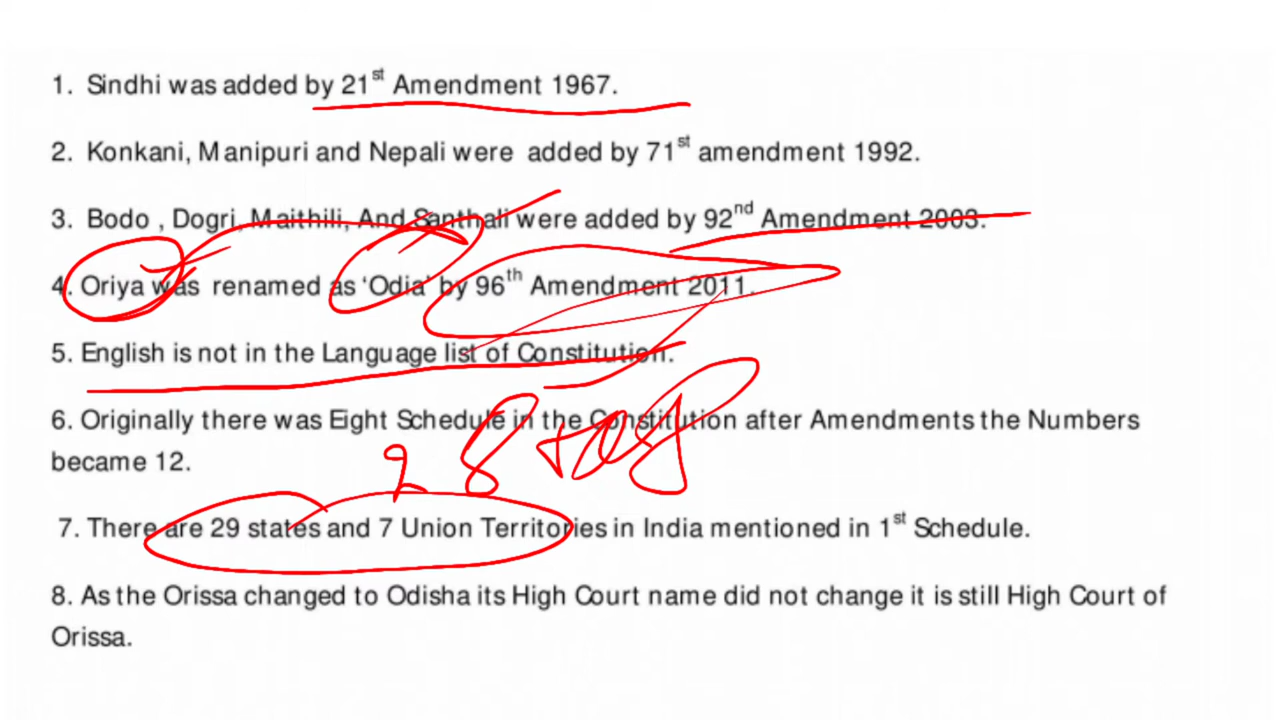 1. Sindhi was added by 21st Amendment 1967.
2. Konkani, Manipuri and Nepali were added by 71st amendment 1992.
3. Bodo , Dogri, Maithili, And Santhali were added by 92nd Amendment 2003.
4. Oriya was renamed as ‘Odia’ by 96th Amendment 2011.
5. English is not in the Language list of Constitution.
6. Originally there was Eight Schedule in the Constitution after Amendments the Numbers
became 12.
28
7. There are 29 states and 7 Union Territories in India mentioned in 1st Schedule.
8. As the Orissa changed to Odisha its High Court name did not change it is still High Court of
Orissa.